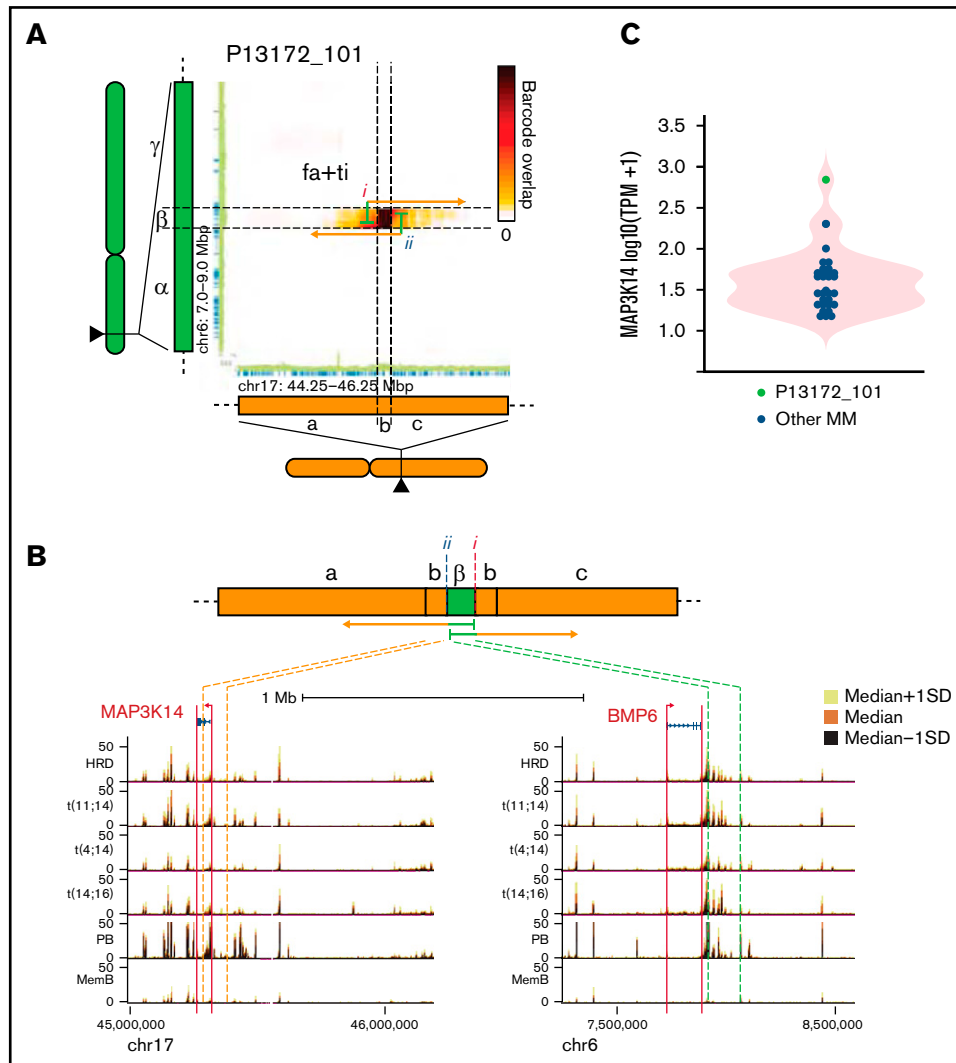 A
P13172_101
γ
β
α
chr6: 7.0–9.0 Mbp
fa+ti
i
ii
Barcode overlap
0
chr17: 44.25–46.25 Mbp
a
b
c
C
MAP3K14 log10(TPM +1)
3.5
3.0
2.5
2.0
1.5
1.0
P13172_101
Other MM
B
ii
i
a
b
β
b
c
1 Mb
MAP3K14
BMP6
Median+1SD
Median
Median–1SD
50
HRD
0
50
t(11;14)
0
50
t(4;14)
0
50
t(14;16)
0
50
PB
0
50
MemB
0
45,000,000
46,000,000
chr17
50
HRD
0
50
t(11;14)
0
50
t(4;14)
0
50
t(14;16)
0
50
PB
0
50
MemB
0
7,500,000
8,500,000
chr6